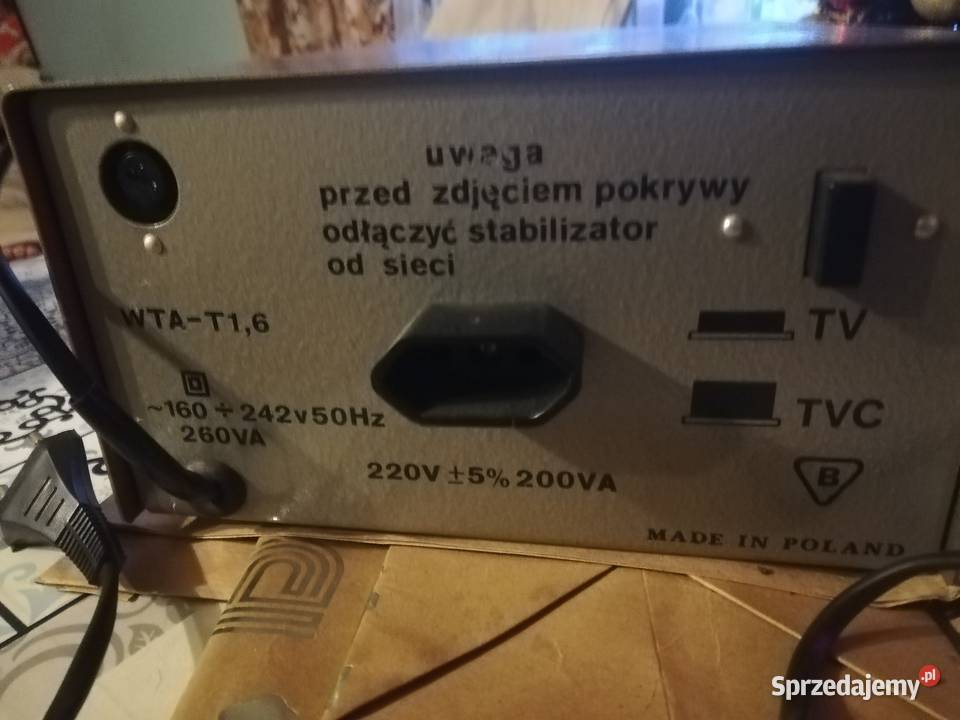 uwaga
przed zdjęciem pokrywy
odłączyć stabilizator
od sieci
WTA-T1,6
~160 ÷ 242v50Hz
260VA
220V ±5% 200VA
TV
TVC
B
MADE IN POLAND
Sprzedajemy.pl